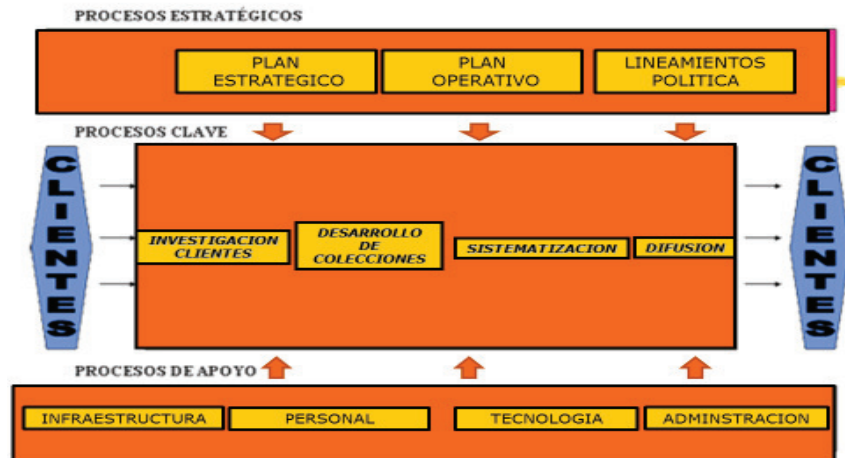 PROCESOS ESTRATÉGICOS
PLAN
ESTRATEGICO
PLAN
OPERATIVO
LINEAMIENTOS
POLITICA
PROCESOS CLAVE
CLIENTES
INVESTIGACION
CLIENTES
DESARROLLO
DE
COLECCIONES
SISTEMATIZACION
DIFUSION
CLIENTES
PROCESOS DE APOYO
INFRAESTRUCTURA
PERSONAL
TECNOLOGIA
ADMINSTRACION